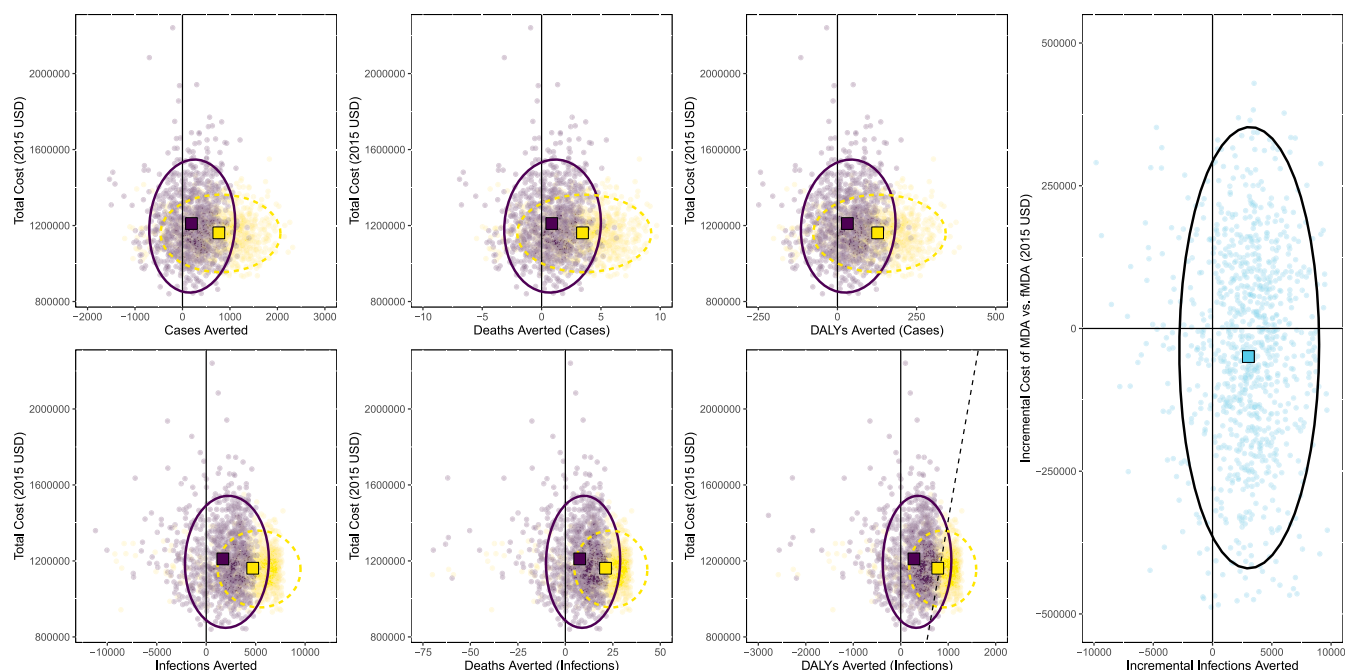 Total Cost (2015 USD)
2000000
1600000
1200000
800000
−2000 −1000 0 1000 2000 3000
Cases Averted
Total Cost (2015 USD)
2000000
1600000
1200000
800000
−10 −5 0 5 10
Deaths Averted (Cases)
Total Cost (2015 USD)
2000000
1600000
1200000
800000
−250 0 250 500
DALYs Averted (Cases)
Total Cost (2015 USD)
2000000
1600000
1200000
800000
−10000 −5000 0 5000 10000
Infections Averted
Total Cost (2015 USD)
2000000
1600000
1200000
800000
−75 −50 −25 0 25 50
Deaths Averted (Infections)
Total Cost (2015 USD)
2000000
1600000
1200000
800000
−3000 −2000 −1000 0 1000 2000
DALYs Averted (Infections)
Incremental Cost of MDA vs. fMDA (2015 USD)
500000
250000
0
−250000
−500000
−10000 −5000 0 5000 10000
Incremental Infections Averted